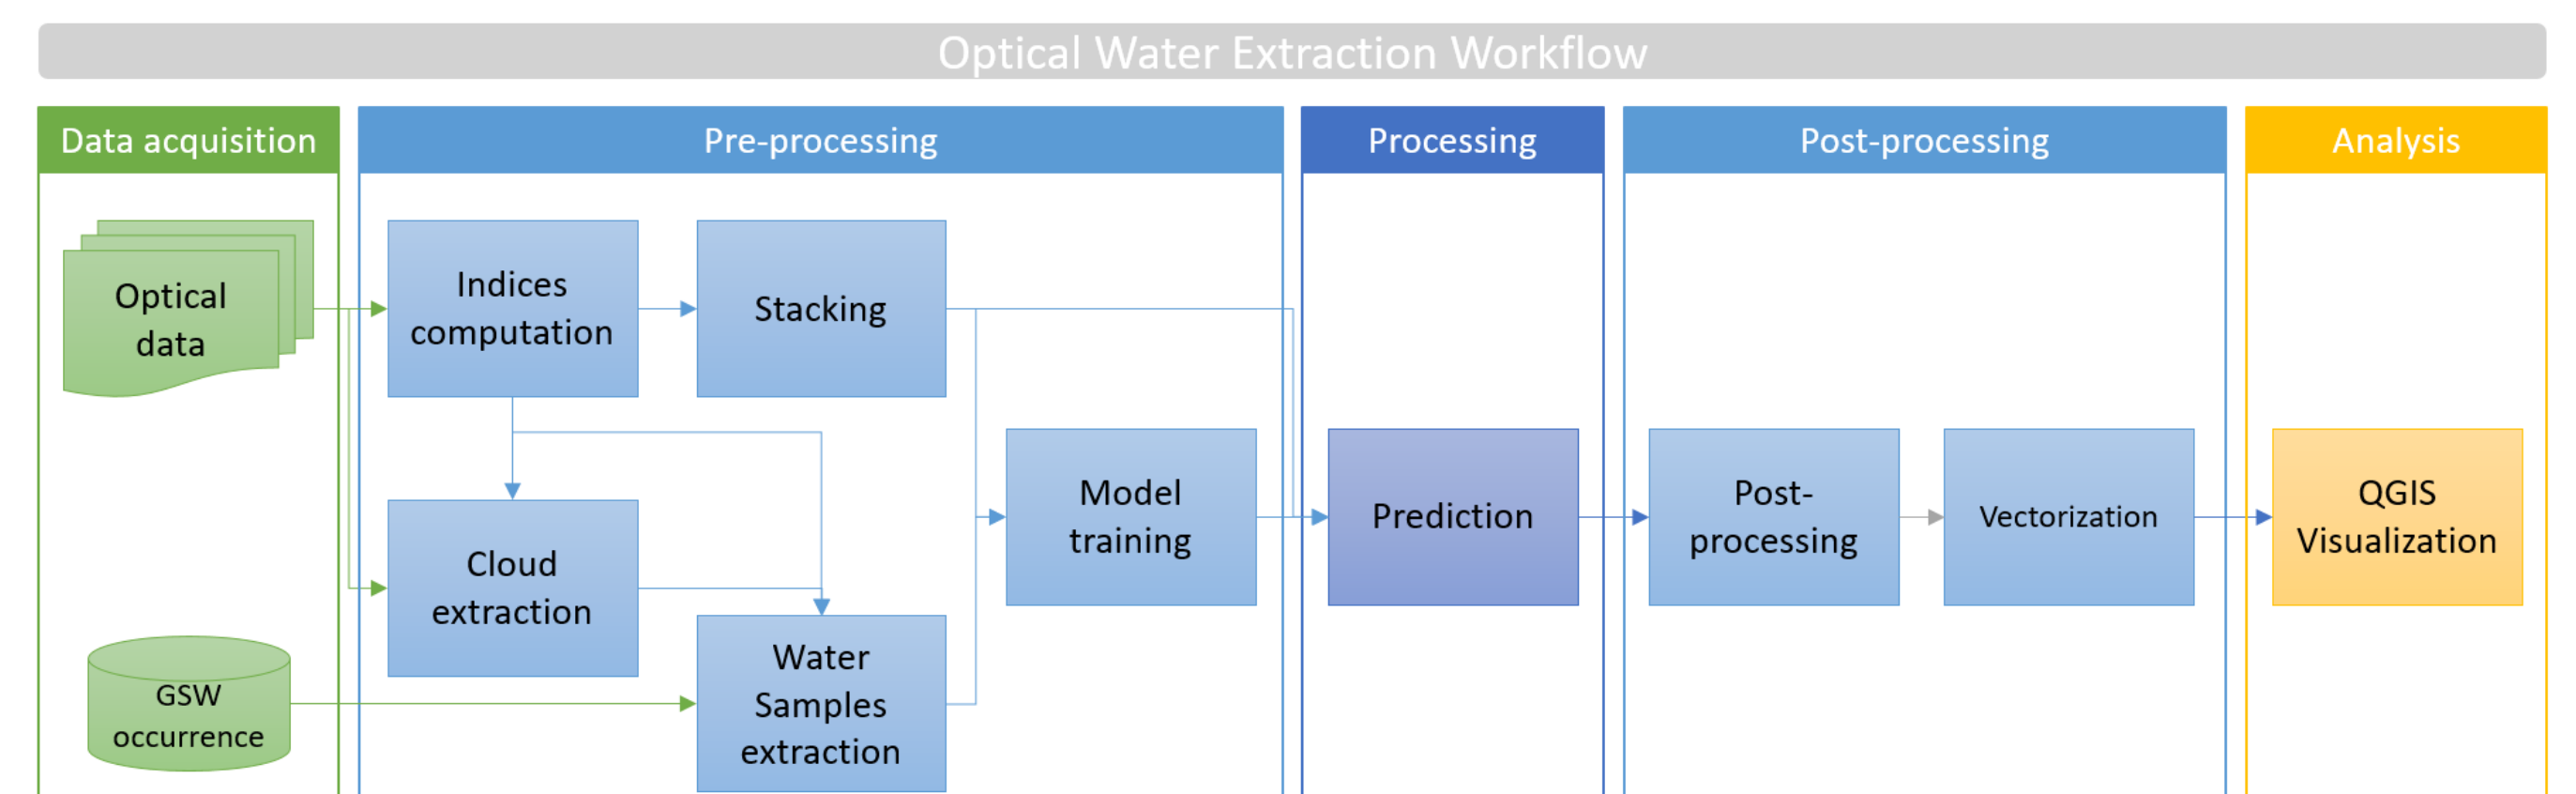 Optical Water Extraction Workflow
Data acquisition
Pre-processing
Processing
Post-processing
Analysis
Optical
data
Indices
computation
Stacking
Cloud
extraction
GSW
occurrence
Water
Samples
extraction
Model
training
Prediction
Post-
processing
Vectorization
QGIS
Visualization